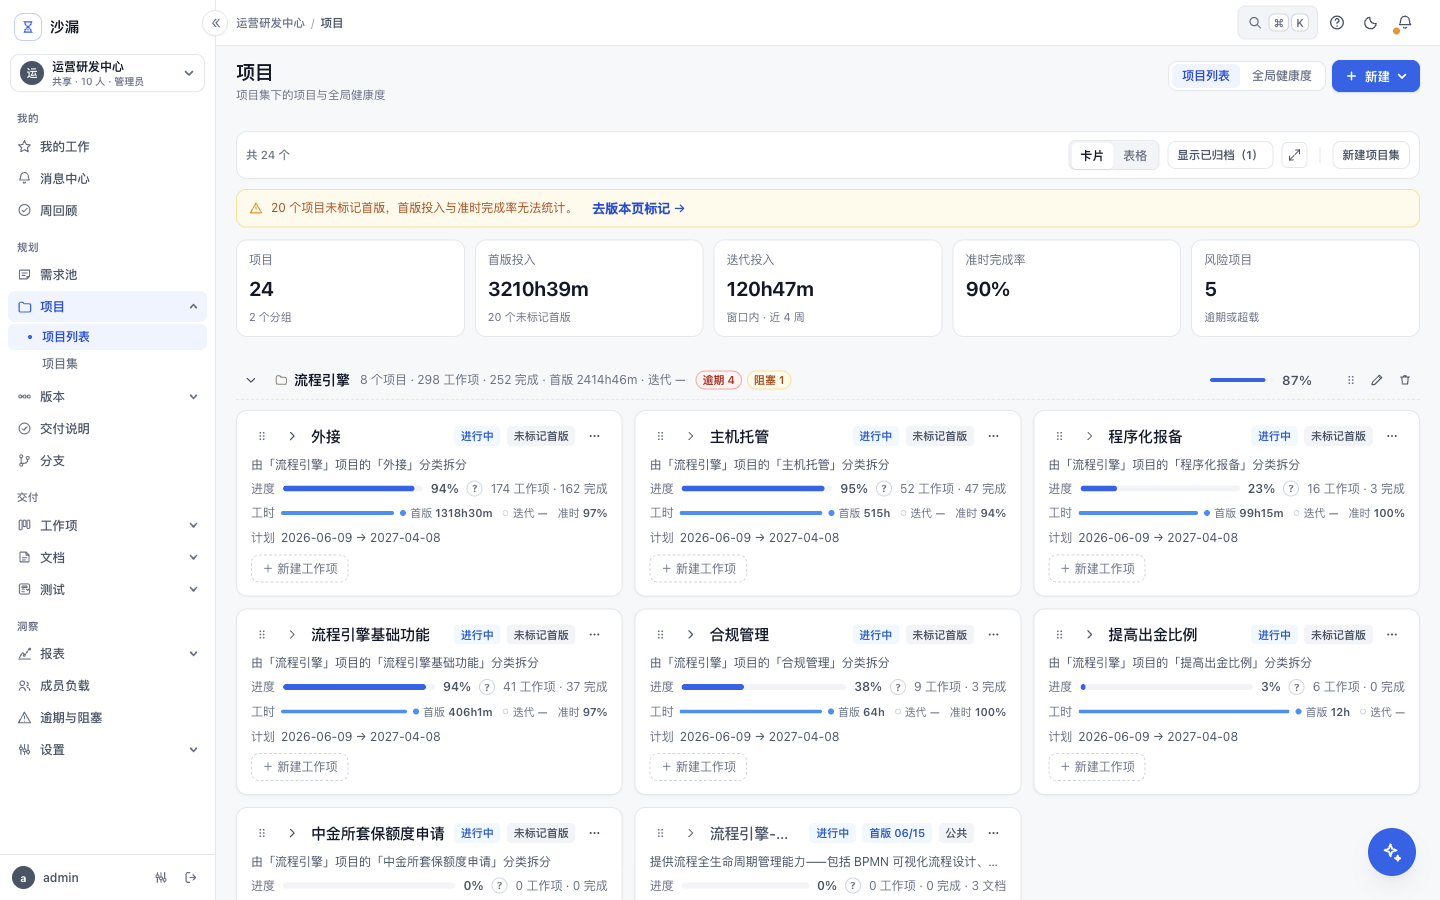 沙漏
运营研发中心 / 项目
⌘ K
运
运营研发中心
共享 · 10 人 · 管理员
我的
我的工作
消息中心
周回顾
规划
需求池
项目
项目列表
项目集
版本
交付说明
分支
交付
工作项
文档
测试
洞察
报表
成员负载
逾期与阻塞
设置
a admin
项目
项目集下的项目与全局健康度
项目列表 全局健康度 + 新建
共 24 个
卡片 表格 显示已归档 (1) 新建项目集
20 个项目未标记首版，首版投入与准时完成率无法统计。 去版本页标记 →
项目
24
2 个分组
首版投入
3210h39m
20 个未标记首版
迭代投入
120h47m
窗口内 · 近 4 周
准时完成率
90%
风险项目
5
逾期或超载
流程引擎 8 个项目 · 298 工作项 · 252 完成 · 首版 2414h46m · 迭代 — 逾期 4 阻塞 1 87%
外接 进行中 未标记首版 ···
由「流程引擎」项目的「外接」分类拆分
进度 94% ? 174 工作项 · 162 完成
工时 首版 1318h30m 迭代 — 准时 97%
计划 2026-06-09 → 2027-04-08
+ 新建工作项
主机托管 进行中 未标记首版 ···
由「流程引擎」项目的「主机托管」分类拆分
进度 95% ? 52 工作项 · 47 完成
工时 首版 515h 迭代 — 准时 94%
计划 2026-06-09 → 2027-04-08
+ 新建工作项
程序化报备 进行中 未标记首版 ···
由「流程引擎」项目的「程序化报备」分类拆分
进度 23% ? 16 工作项 · 3 完成
工时 首版 99h15m 迭代 — 准时 100%
计划 2026-06-09 → 2027-04-08
+ 新建工作项
流程引擎基础功能 进行中 未标记首版 ···
由「流程引擎」项目的「流程引擎基础功能」分类拆分
进度 94% ? 41 工作项 · 37 完成
工时 首版 406h1m 迭代 — 准时 97%
计划 2026-06-09 → 2027-04-08
+ 新建工作项
合规管理 进行中 未标记首版 ···
由「流程引擎」项目的「合规管理」分类拆分
进度 38% ? 9 工作项 · 3 完成
工时 首版 64h 迭代 — 准时 100%
计划 2026-06-09 → 2027-04-08
+ 新建工作项
提高出金比例 进行中 未标记首版 ···
由「流程引擎」项目的「提高出金比例」分类拆分
进度 3% ? 6 工作项 · 0 完成
工时 首版 12h 迭代 —
计划 2026-06-09 → 2027-04-08
+ 新建工作项
中金所套保额度申请 进行中 未标记首版 ···
由「流程引擎」项目的「中金所套保额度申请」分类拆分
进度 0% ? 0 工作项 · 0 完成
流程引擎-... 进行中 首版 06/15 公共 ···
提供流程全生命周期管理能力——包括 BPMN 可视化流程设计、...
进度 0% ? 0 工作项 · 0 完成 · 3 文档